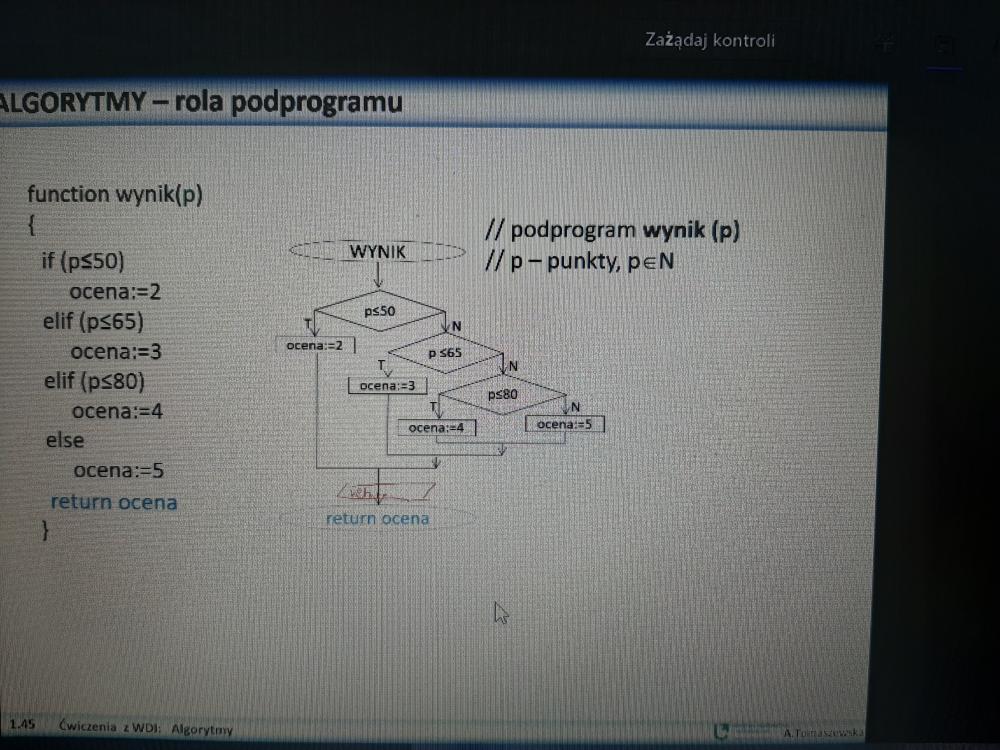 Zażądaj kontroli
ALGORYTMY – rola podprogramu
function wynik(p)
{
if (p≤50)
ocena:=2
elif (p≤65)
ocena:=3
elif (p≤80)
ocena:=4
else
ocena:=5
return ocena
}
// podprogram wynik (p)
// p – punkty, p∈N
WYNIK
p≤50
T
N
ocena:=2
p ≤65
T
N
ocena:=3
p≤80
T
N
ocena:=4
ocena:=5
return ocena
1.45 Ćwiczenia z WDI: Algorytmy
A.Tomaszewska